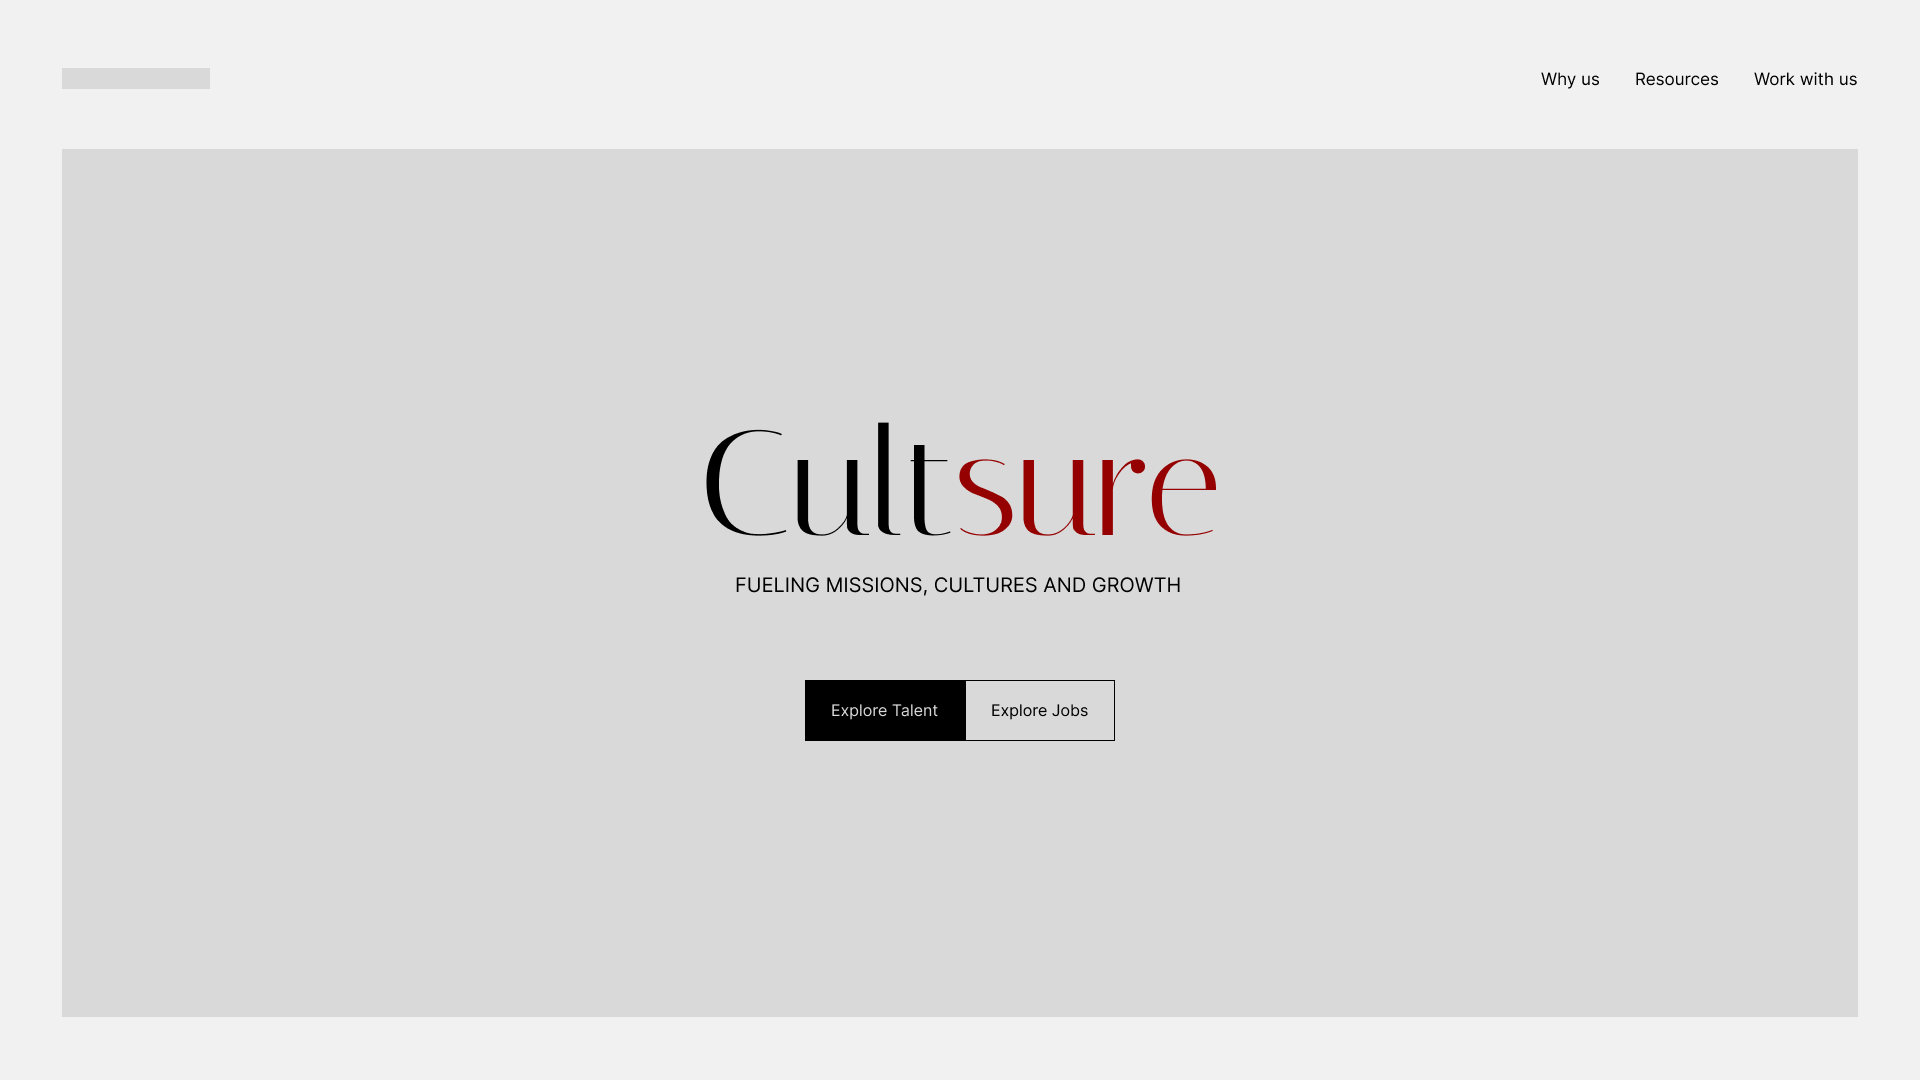 Why us Resources Work with us
Cultsure
FUELING MISSIONS, CULTURES AND GROWTH
Explore Talent Explore Jobs